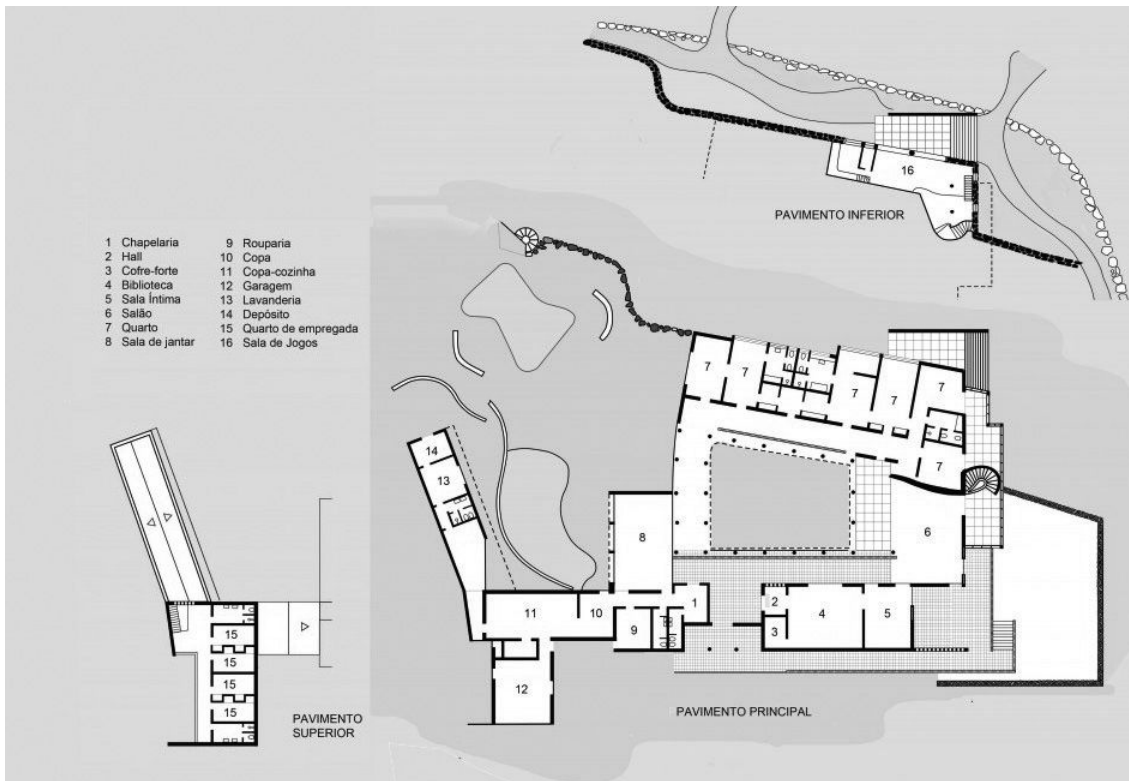 PAVIMENTO INFERIOR
16
1 Chapelaria
2 Hall
3 Cofre-forte
4 Biblioteca
5 Sala Íntima
6 Salão
7 Quarto
8 Sala de jantar
9 Rouparia
10 Copa
11 Copa-cozinha
12 Garagem
13 Lavanderia
14 Depósito
15 Quarto de empregada
16 Sala de Jogos
15
15
15
15
PAVIMENTO
SUPERIOR
7
7
7
7
7
7
14
13
8
6
1
2
3
4
5
11
10
9
12
PAVIMENTO PRINCIPAL